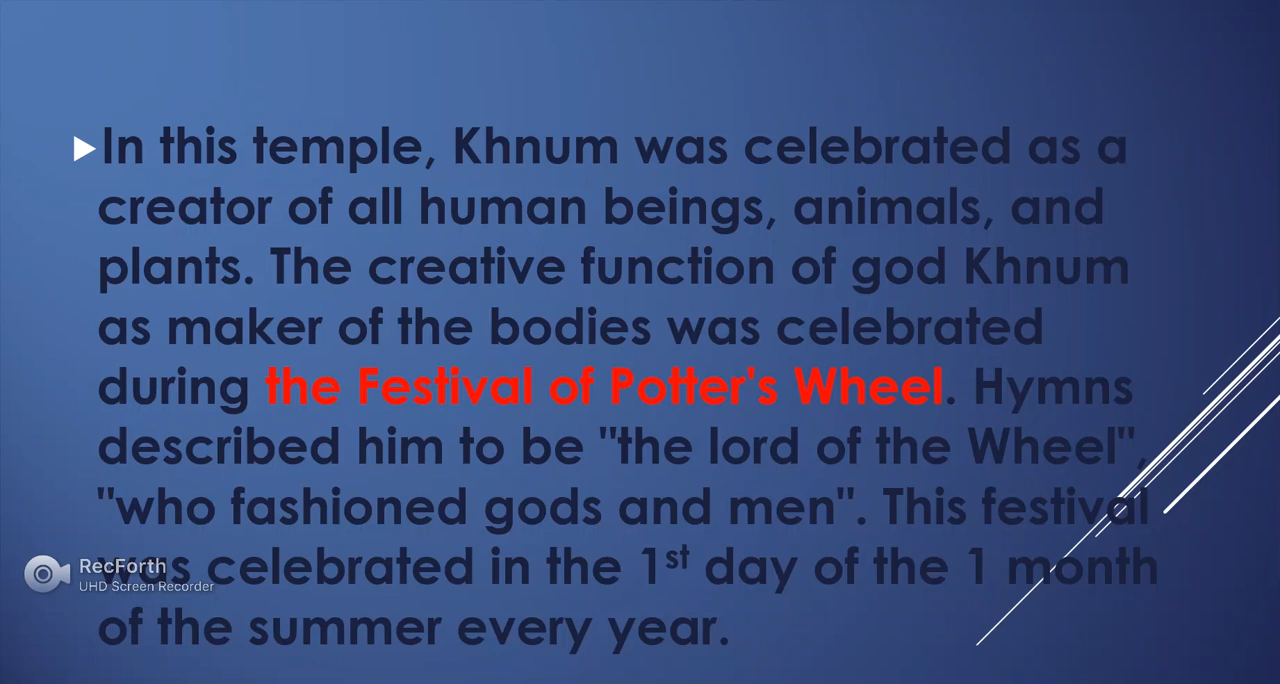 In this temple, Khnum was celebrated as a
creator of all human beings, animals, and
plants. The creative function of god Khnum
as maker of the bodies was celebrated
during the Festival of Potter's Wheel. Hymns
described him to be "the lord of the Wheel",
"who fashioned gods and men". This festival
was celebrated in the 1st day of the 1 month
of the summer every year.
RecForth
UHD Screen Recorder